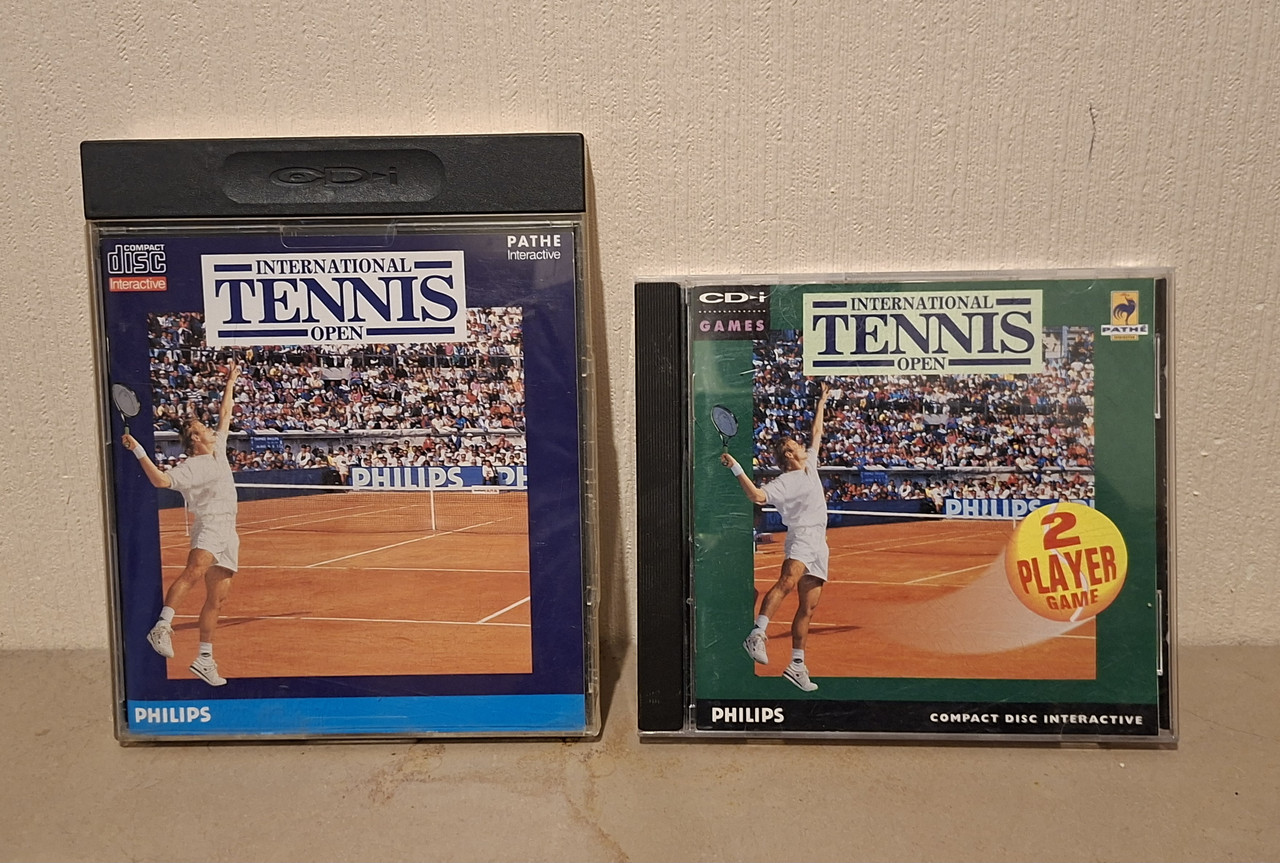 CD-i
COMPACT
disc
Interactive
PATHE
Interactive
INTERNATIONAL
TENNIS
OPEN
PHILIPS PH
PHILIPS
CD-i
GAMES
INTERNATIONAL
TENNIS
OPEN
PATHÉ
PHILIPS
2
PLAYER
GAME
PHILIPS
COMPACT DISC INTERACTIVE